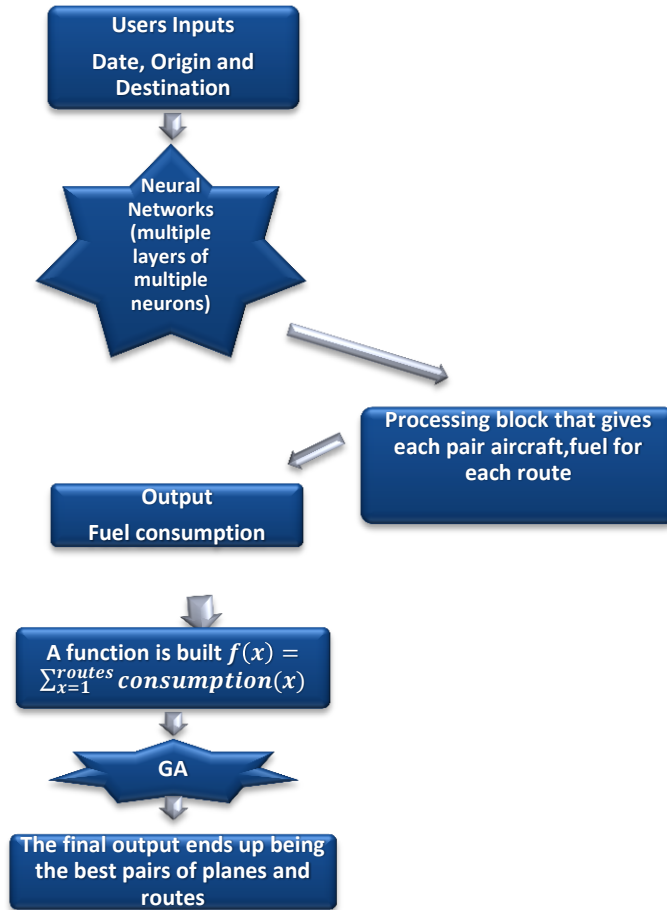 Users Inputs
Date, Origin and
Destination
Neural
Networks
(multiple
layers of
multiple
neurons)
Processing block that gives
each pair aircraft,fuel for
each route
Output
Fuel consumption
A function is built f(x) =
∑_{x=1}^{routes} consumption(x)
GA
The final output ends up being
the best pairs of planes and
routes